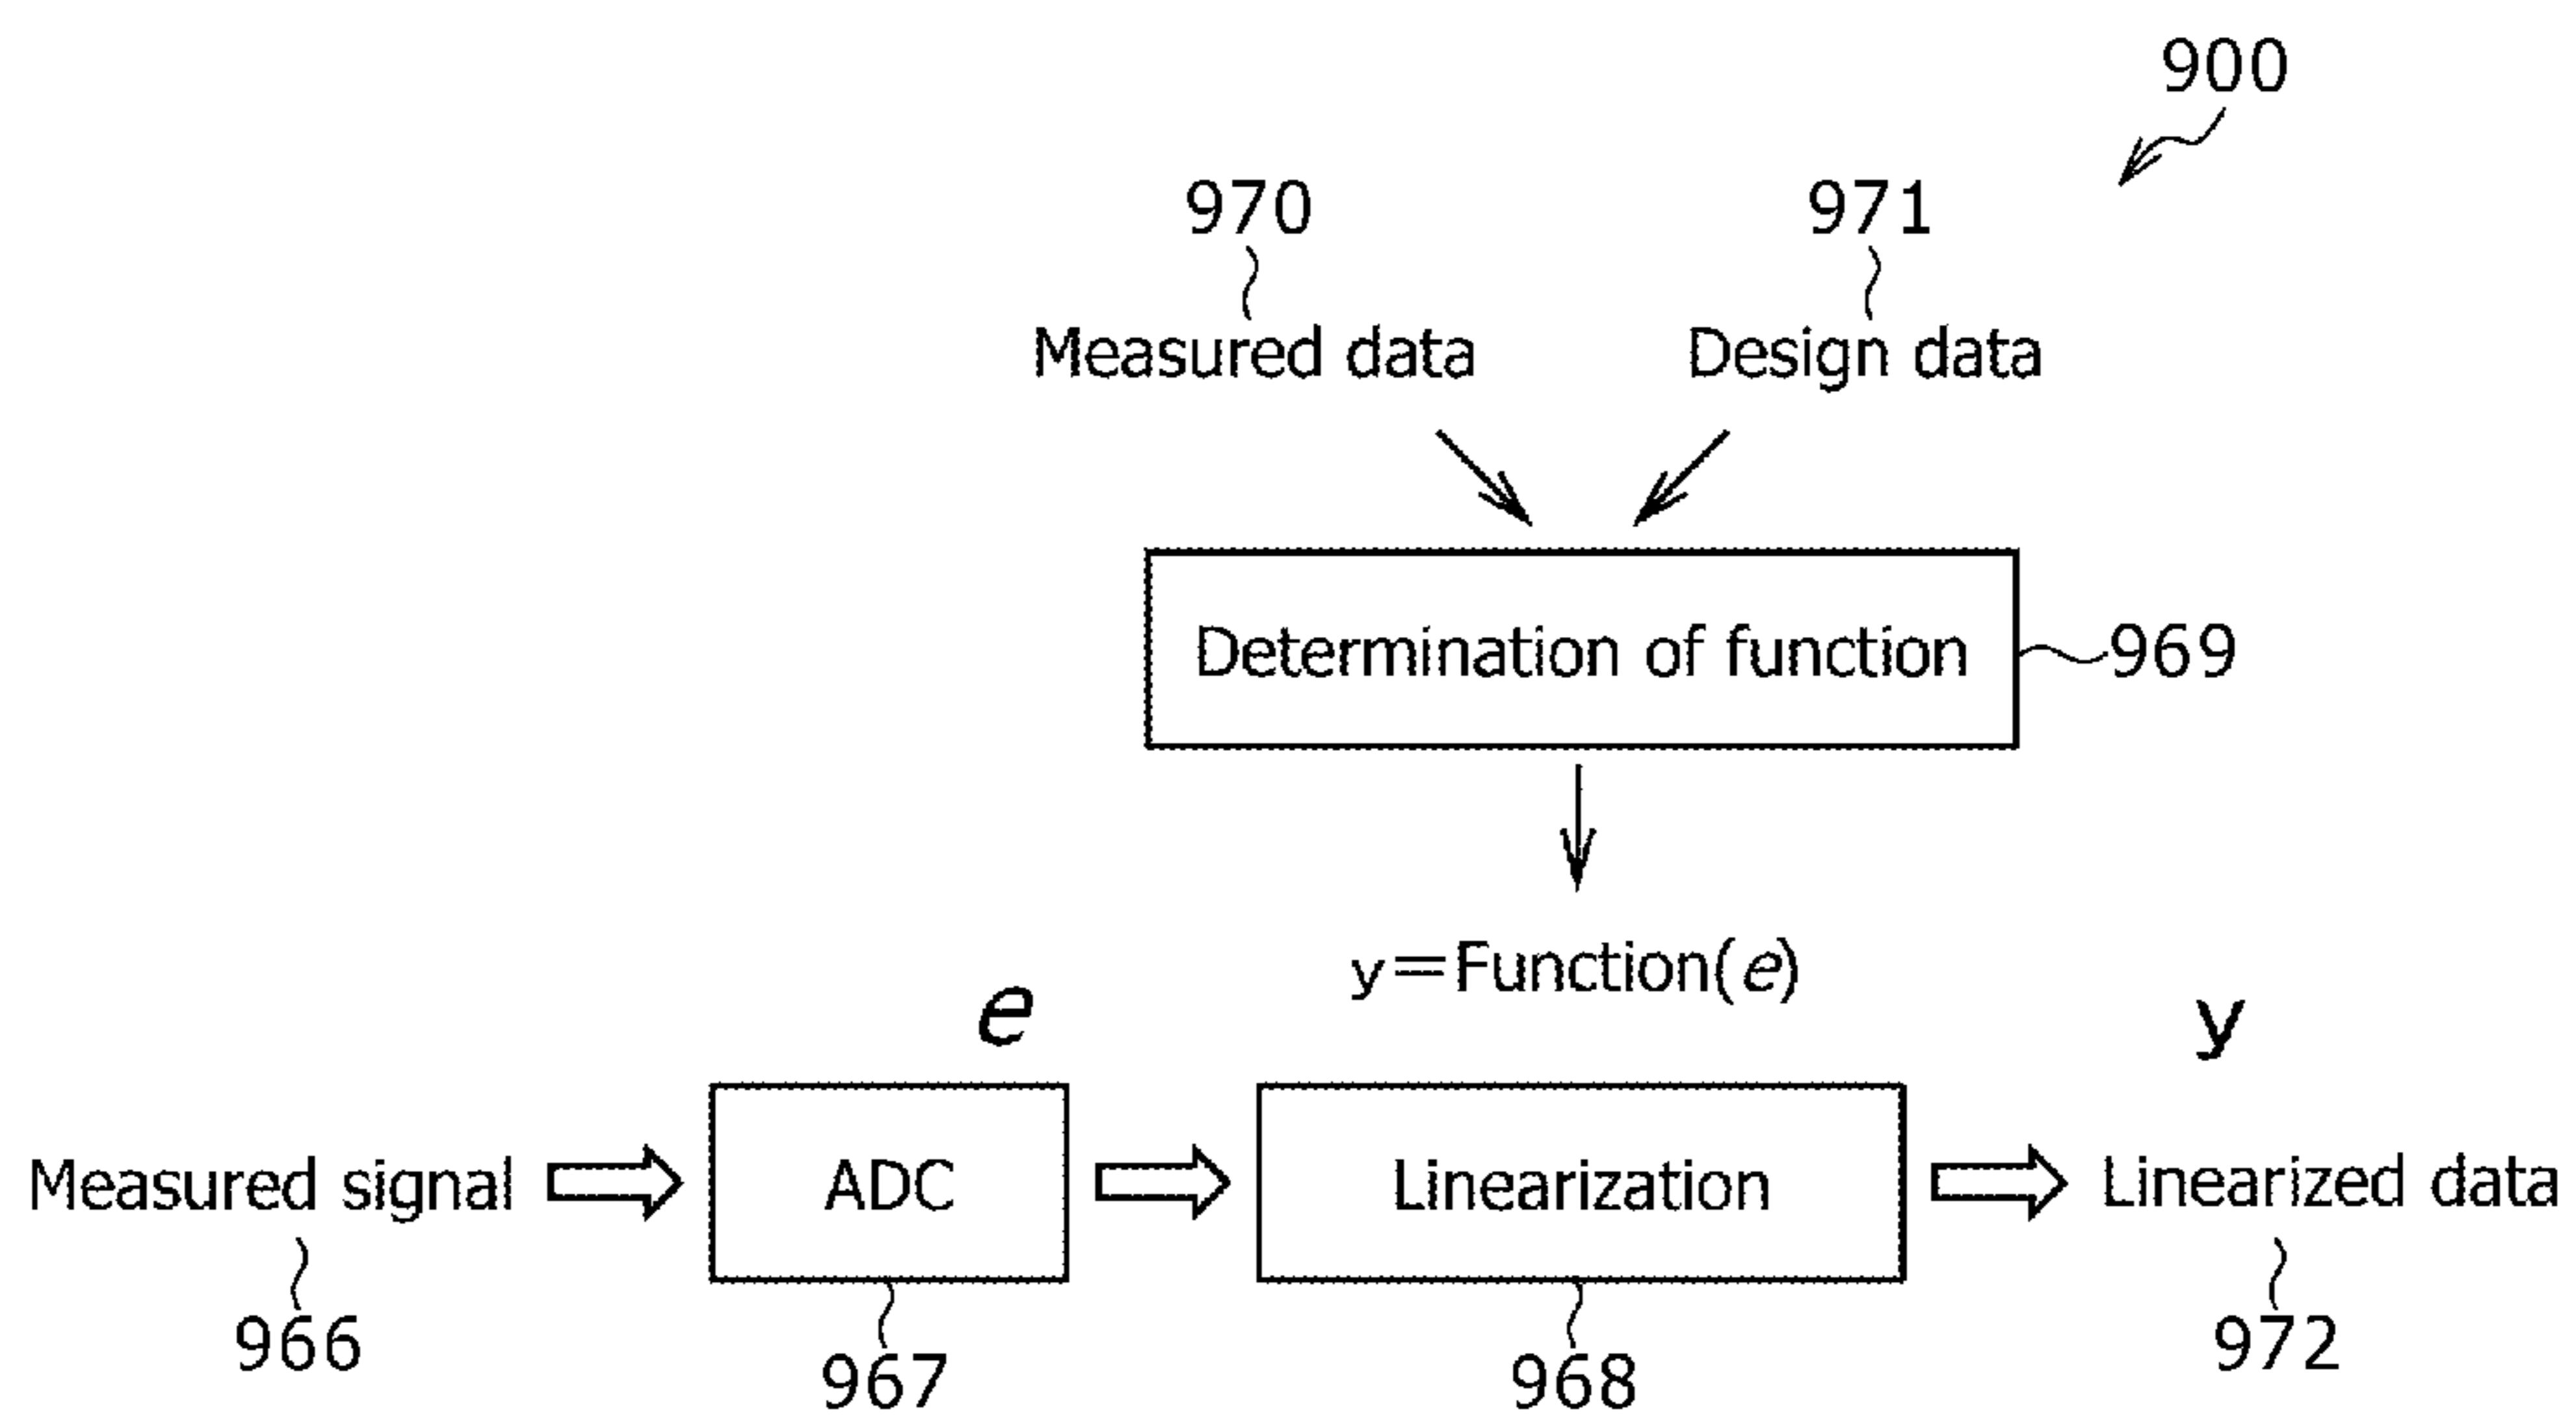 900
970 971
Measured data Design data
Determination of function 969
y=Function(e)
e y
Measured signal ADC Linearization Linearized data
966 967 968 972